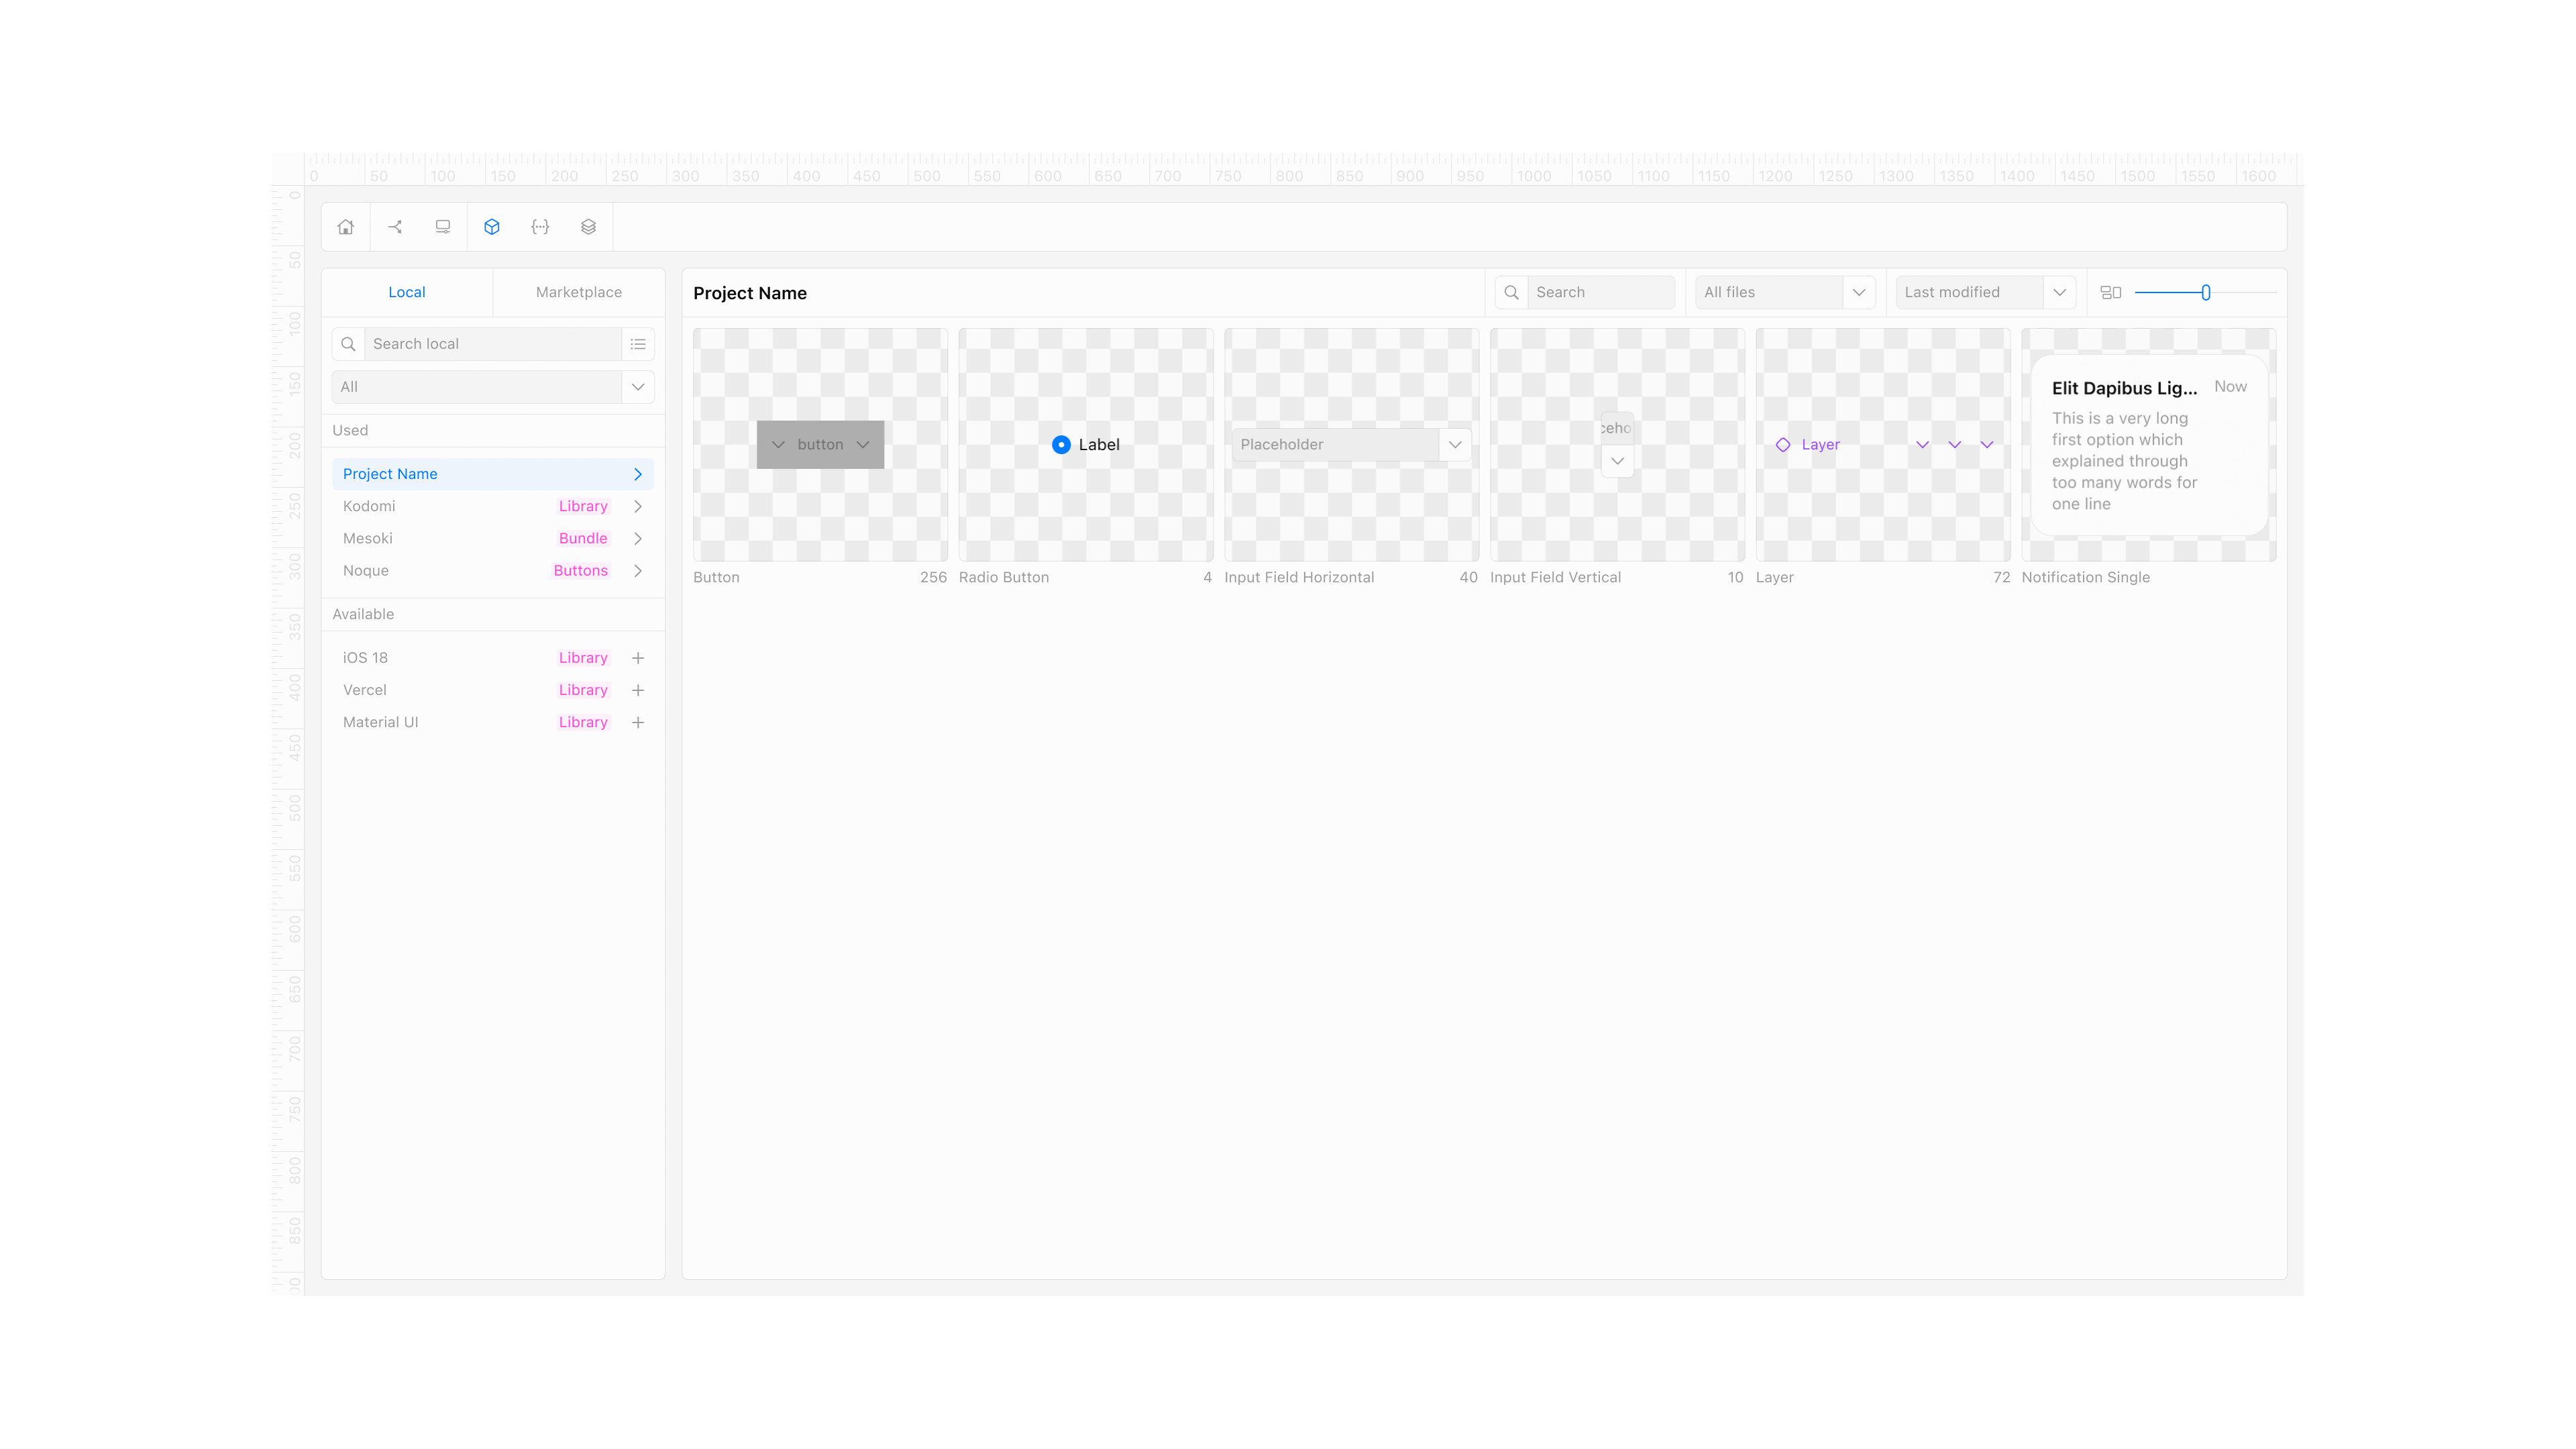 0 50 100 150 200 250 300 350 400 450 500 550 600 650 700 750 800 850 900 950 1000 1050 1100 1150 1200 1250 1300 1350 1400 1450 1500 1550 1600
0
50
100
150
200
250
300
350
400
450
500
550
600
650
700
750
800
850
Local
Marketplace
Search local
All
Used
Project Name
Kodomi Library
Mesoki Bundle
Noque Buttons
Available
iOS 18 Library
Vercel Library
Material UI Library
Project Name
Search
All files
Last modified
button
Button 256
Label
Radio Button 4
Placeholder
Input Field Horizontal 40
ceho
Input Field Vertical 10
Layer
Layer 72
Elit Dapibus Lig... Now
This is a very long
first option which
explained through
too many words for
one line
Notification Single